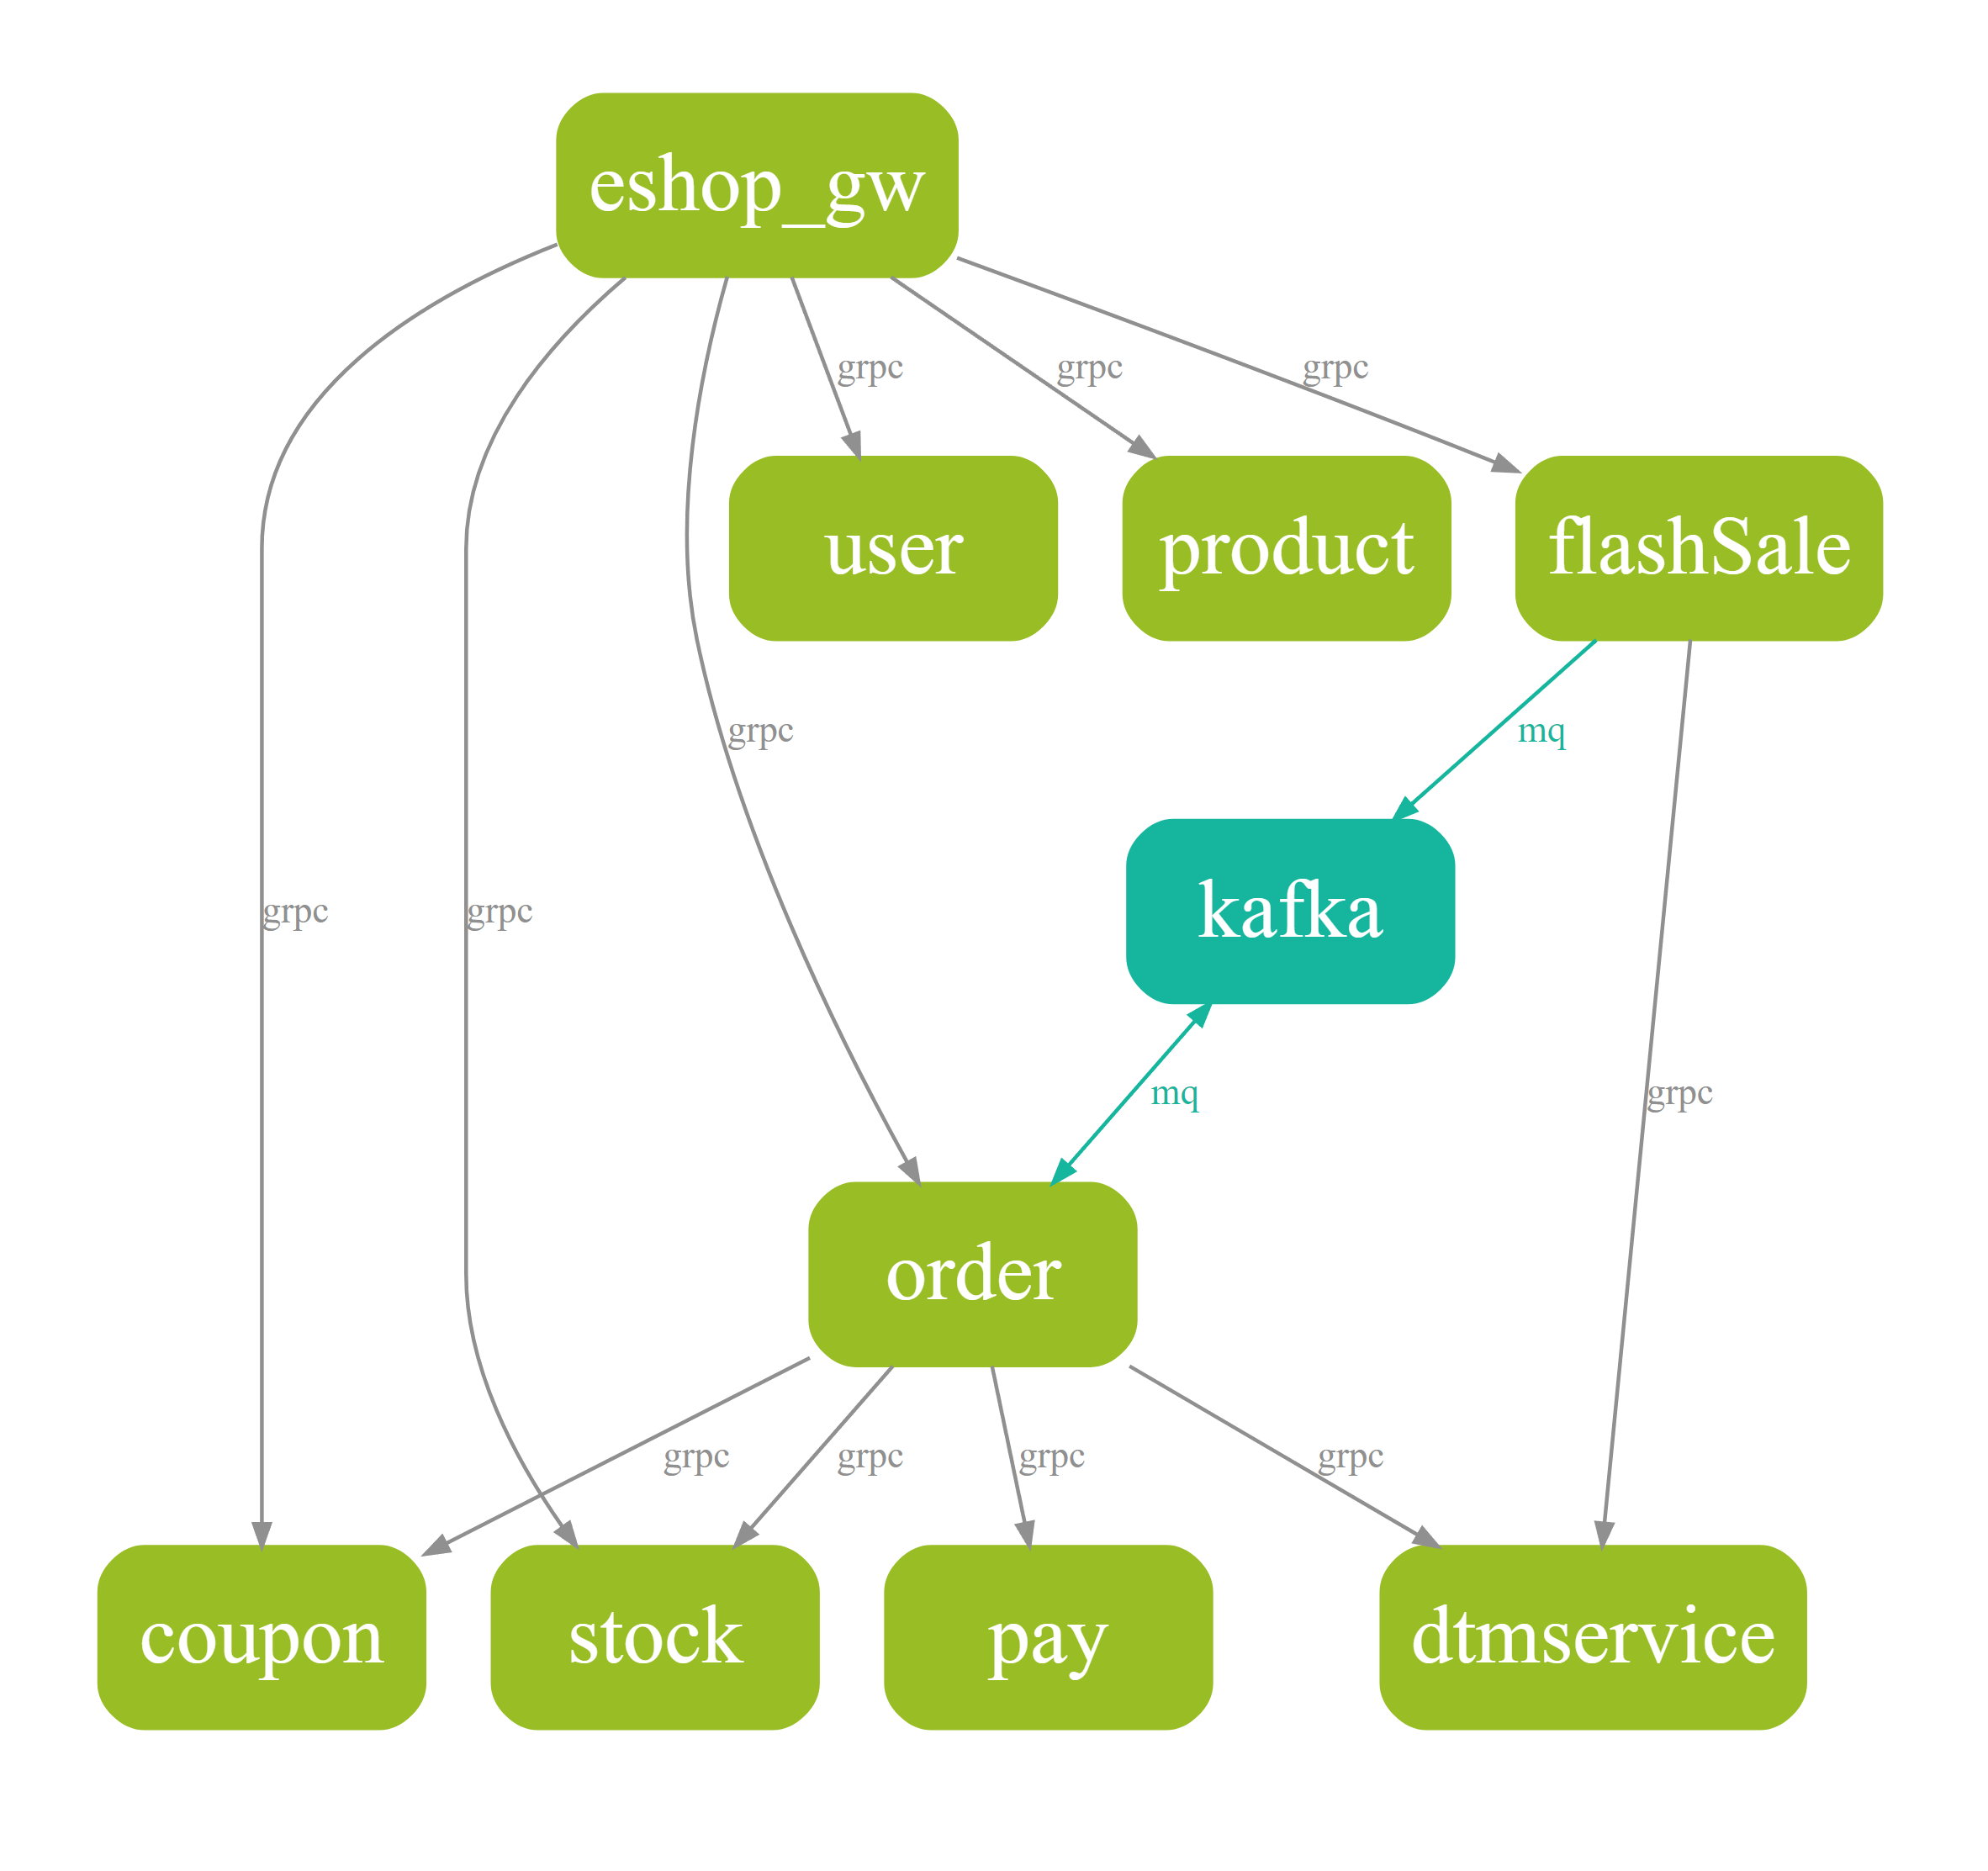 eshop_gw
grpc
grpc
grpc
user
product
flashSale
grpc
mq
grpc
grpc
kafka
mq
grpc
order
grpc
grpc
grpc
grpc
coupon
stock
pay
dtmservice